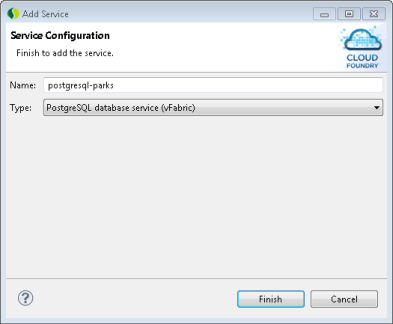 Add Service
Service Configuration
Finish to add the service.
CLOUD
FOUNDRY
Name: postgresql-parks
Type: PostgreSQL database service (vFabric)
?
Finish Cancel